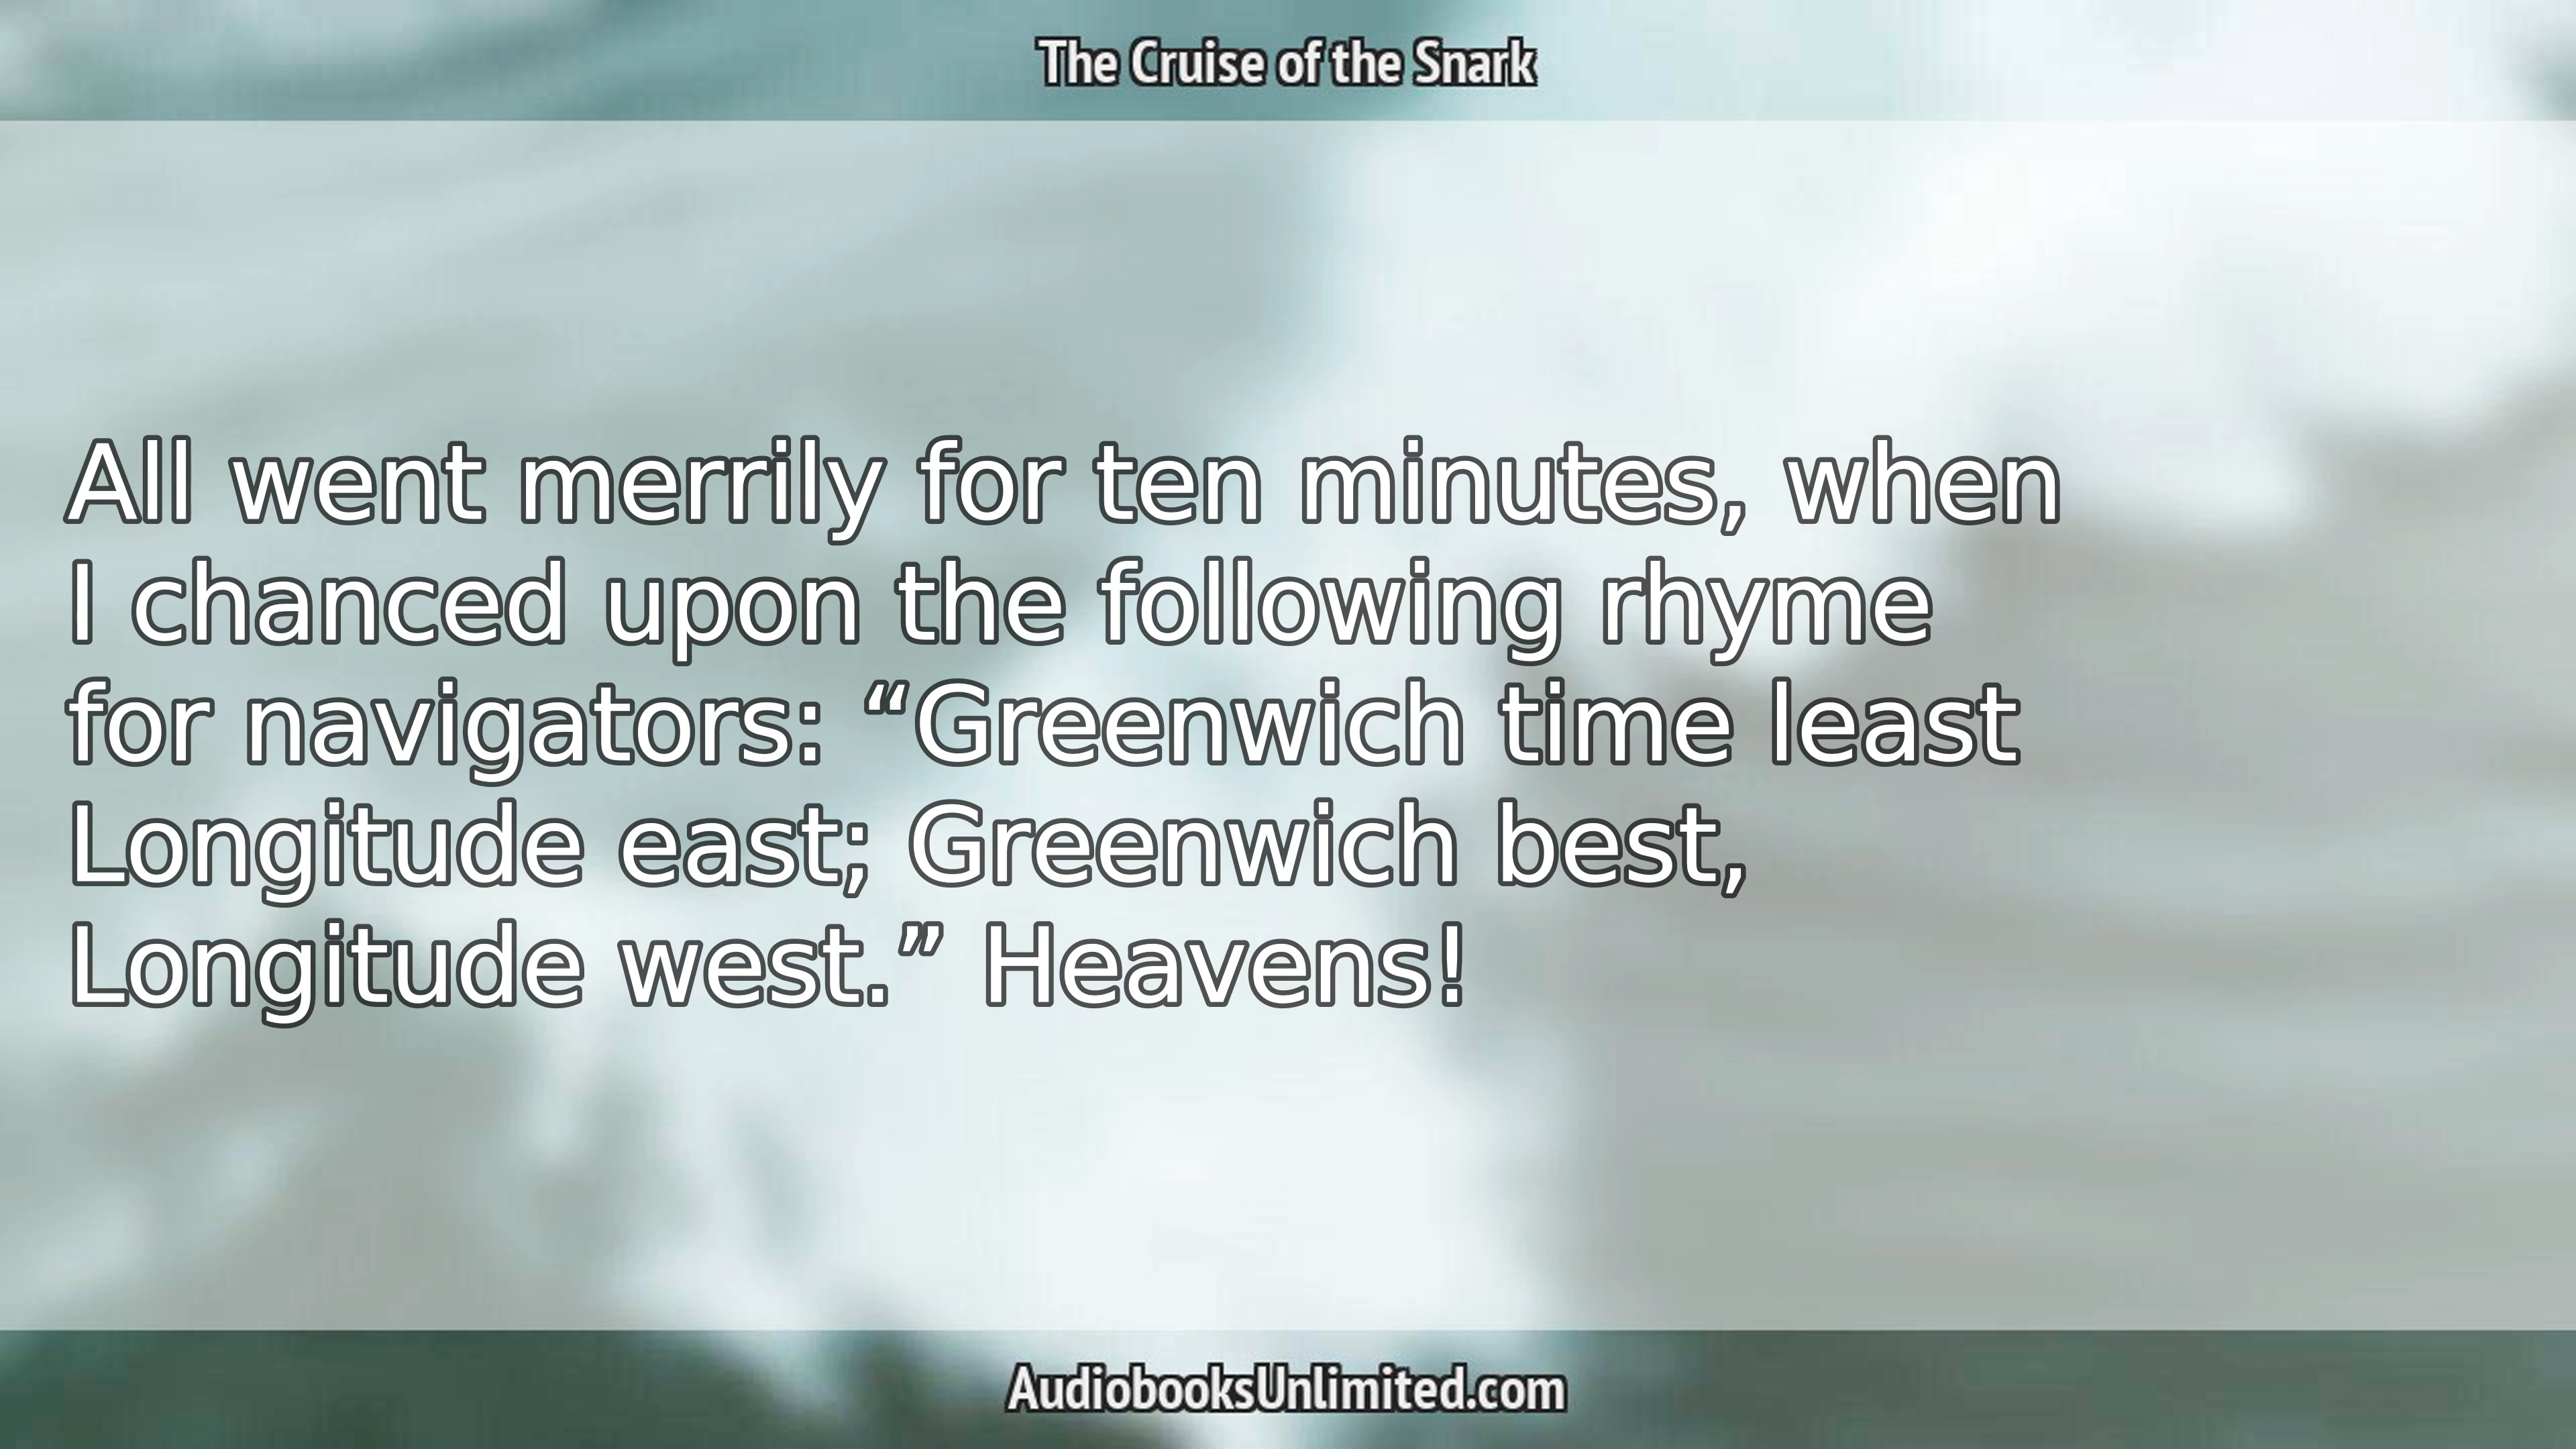 The Cruise of the Snark
All went merrily for ten minutes, when
I chanced upon the following rhyme
for navigators: “Greenwich time least
Longitude east; Greenwich best,
Longitude west.” Heavens!
AudiobooksUnlimited.com